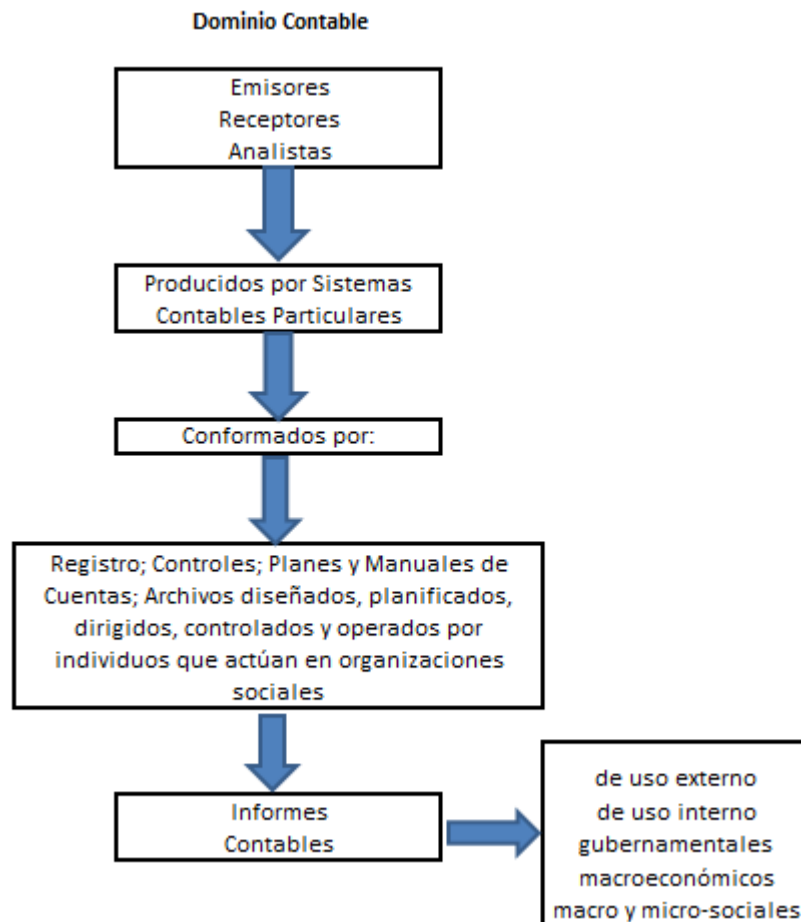 Dominio Contable
Emisores
Receptores
Analistas
Producidos por Sistemas
Contables Particulares
Conformados por:
Registro; Controles; Planes y Manuales de
Cuentas; Archivos diseñados, planificados,
dirigidos, controlados y operados por
individuos que actúan en organizaciones
sociales
Informes
Contables
de uso externo
de uso interno
gubernamentales
macroeconómicos
macro y micro-sociales